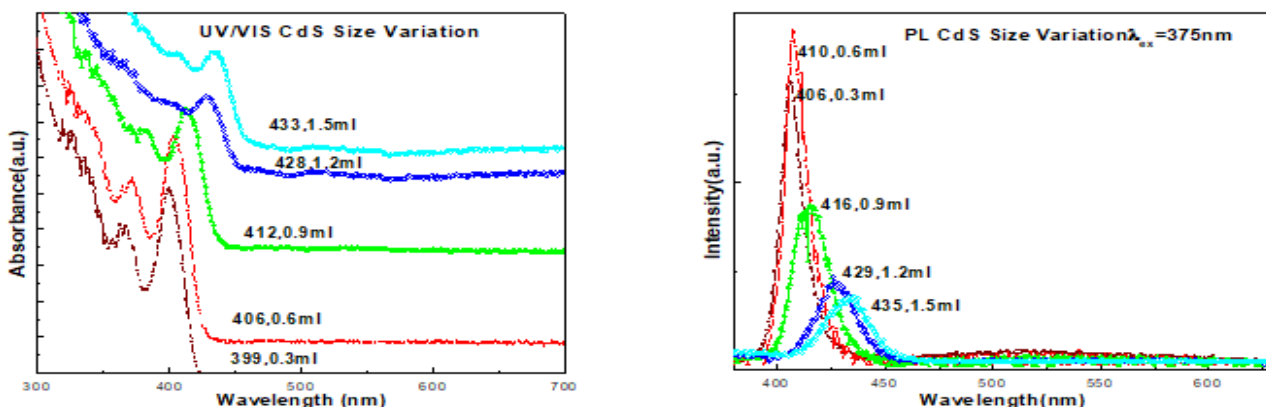 UV/VIS CdS Size Variation
Absorbance(a.u.)
433,1.5ml
428,1.2ml
412,0.9ml
406,0.6ml
399,0.3ml
300 400 500 600 700
Wavelength (nm)
PL CdS Size Variationλex=375nm
Intensity(a.u.)
410,0.6ml
406,0.3ml
416,0.9ml
429,1.2ml
435,1.5ml
400 450 500 550 600
Wavelength(nm)